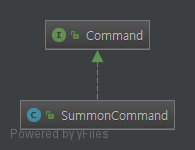 I Command
C SummonCommand
Powered by yFiles